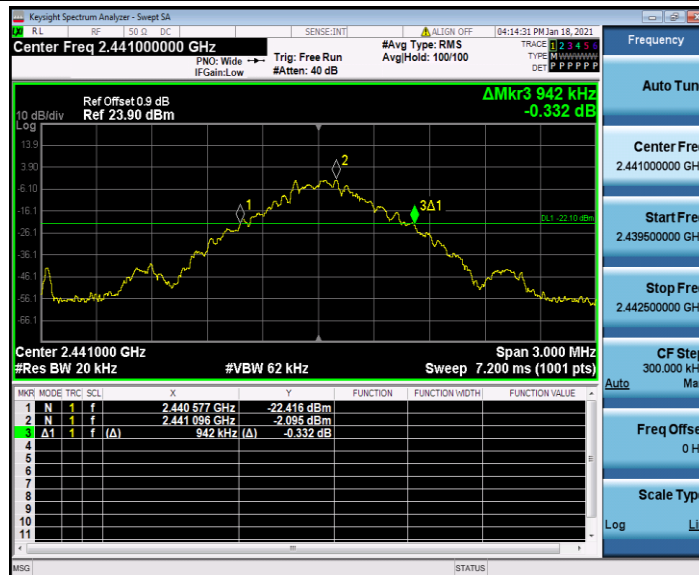 Keysight Spectrum Analyzer - Swept SA
RL RF 50 Ω DC SENSE:INT ALIGN OFF 04:14:31 PM Jan 18, 2021
Center Freq 2.441000000 GHz
PNO: Wide
IFGain:Low
Trig: Free Run
#Atten: 40 dB
#Avg Type: RMS
Avg|Hold: 100/100
TRACE 1 2 3 4 5 6
TYPE MWWWWW
DET P P P P P P
Frequency
Auto Tun
Center Fre
2.441000000 GH
Start Fre
2.439500000 GH
Stop Fre
2.442500000 GH
CF Ste
300.000 kH
Auto Ma
Freq Offse
0 H
Scale Typ
Log Li
10 dB/div
Log
Ref Offset 0.9 dB
Ref 23.90 dBm
ΔMkr3 942 kHz
-0.332 dB
13.9
3.90
-6.10
-16.1
-26.1
-36.1
-46.1
-56.1
-66.1
1
2
3Δ1
DL1 -22.10 dBm
Center 2.441000 GHz
#Res BW 20 kHz
#VBW 62 kHz
Span 3.000 MHz
Sweep 7.200 ms (1001 pts)
MKR MODE TRC SCL X Y FUNCTION FUNCTION WIDTH FUNCTION VALUE
1 N 1 f 2.440 577 GHz -22.416 dBm
2 N 1 f 2.441 096 GHz -2.095 dBm
3 Δ1 1 f (Δ) 942 kHz (Δ) -0.332 dB
4
5
6
7
8
9
10
11
MSG STATUS